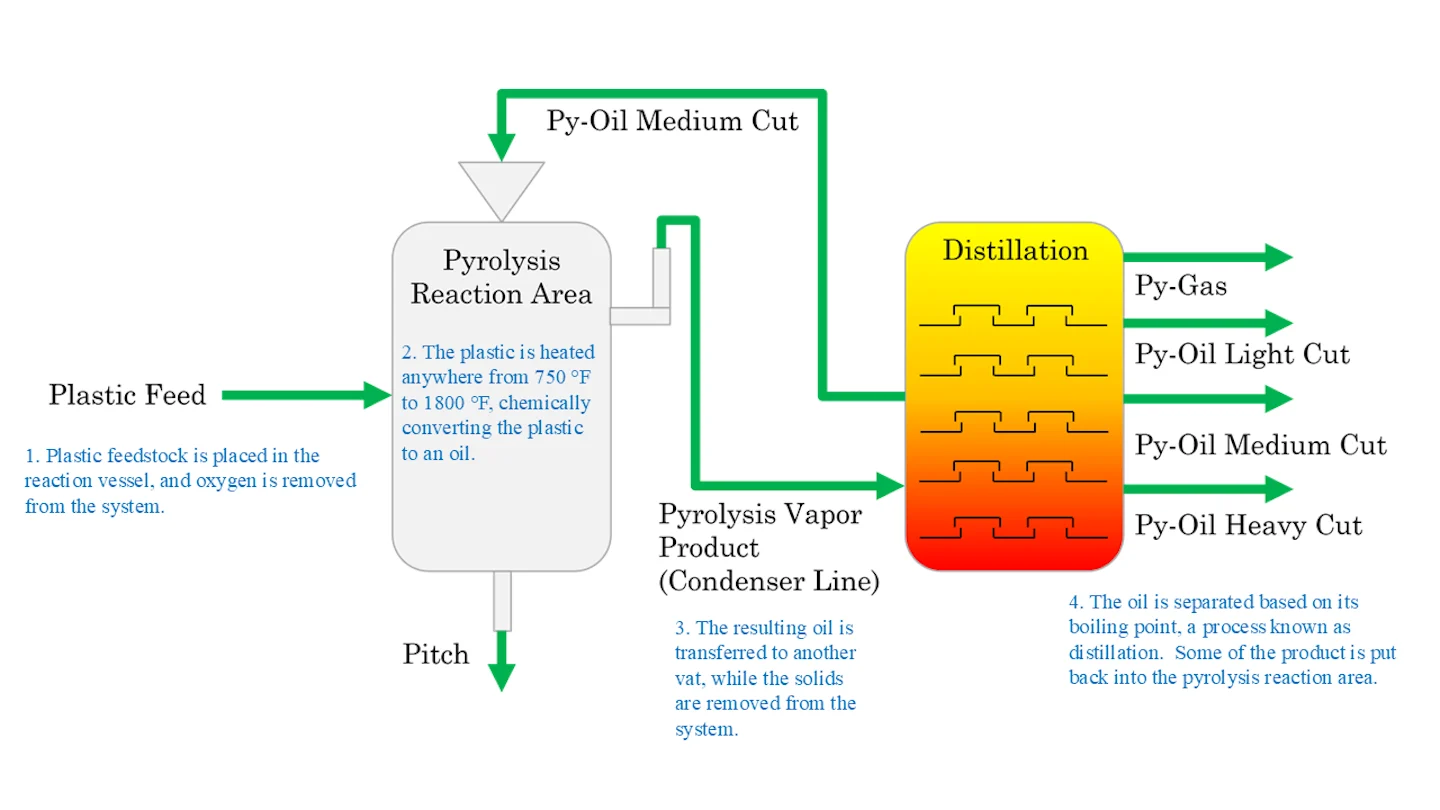 Py-Oil Medium Cut
Pyrolysis
Reaction Area
2. The plastic is heated
anywhere from 750 °F
to 1800 °F, chemically
converting the plastic
to an oil.
Plastic Feed
1. Plastic feedstock is placed in the
reaction vessel, and oxygen is removed
from the system.
Pitch
Pyrolysis Vapor
Product
(Condenser Line)
3. The resulting oil is
transferred to another
vat, while the solids
are removed from the
system.
Distillation
Py-Gas
Py-Oil Light Cut
Py-Oil Medium Cut
Py-Oil Heavy Cut
4. The oil is separated based on its
boiling point, a process known as
distillation.  Some of the product is put
back into the pyrolysis reaction area.